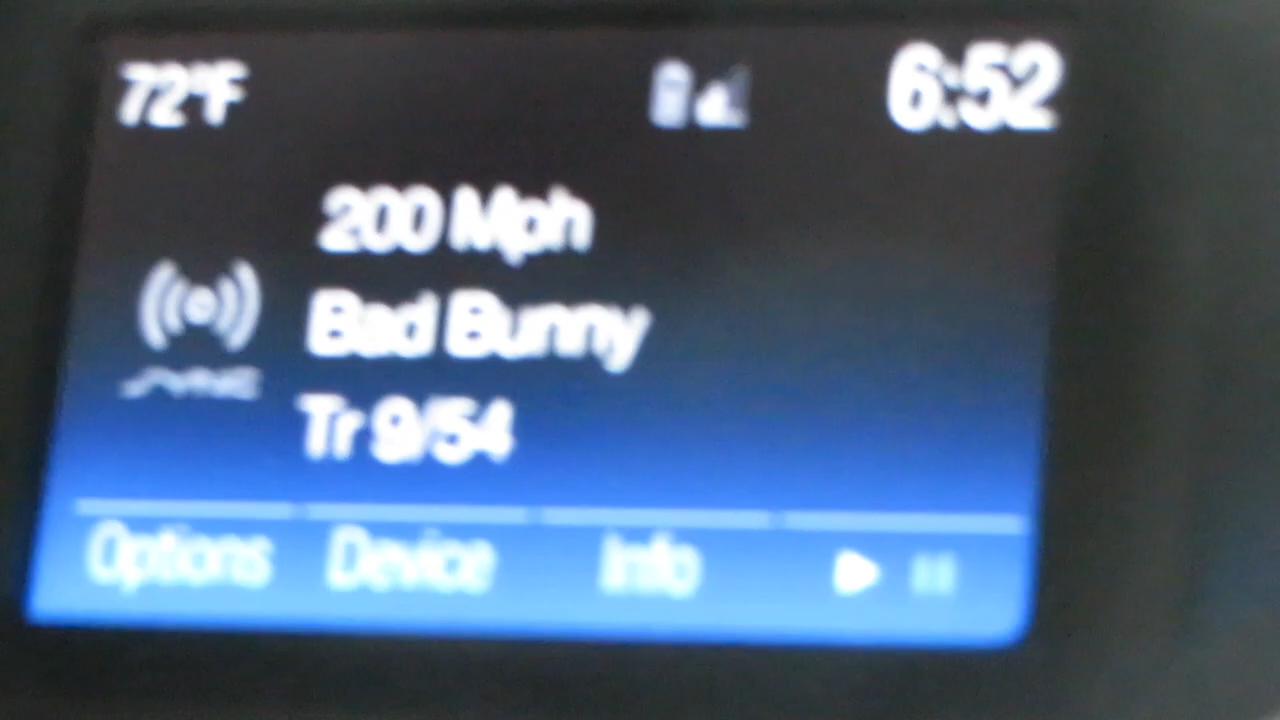 72°F 6:52
200 Mph
Bad Bunny
SYNC
Tr 9/54
Options Device Info